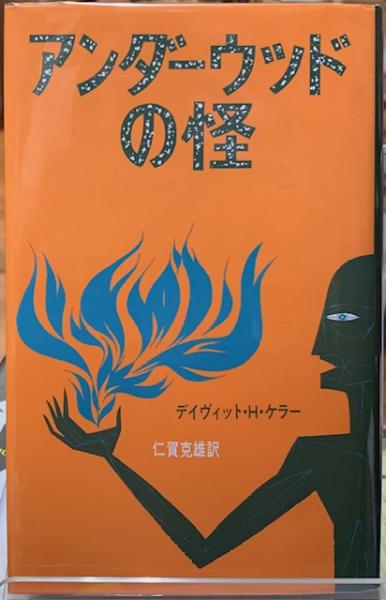 アンダーウッド
の怪
デイヴィット・H・ケラー
仁賀克雄訳